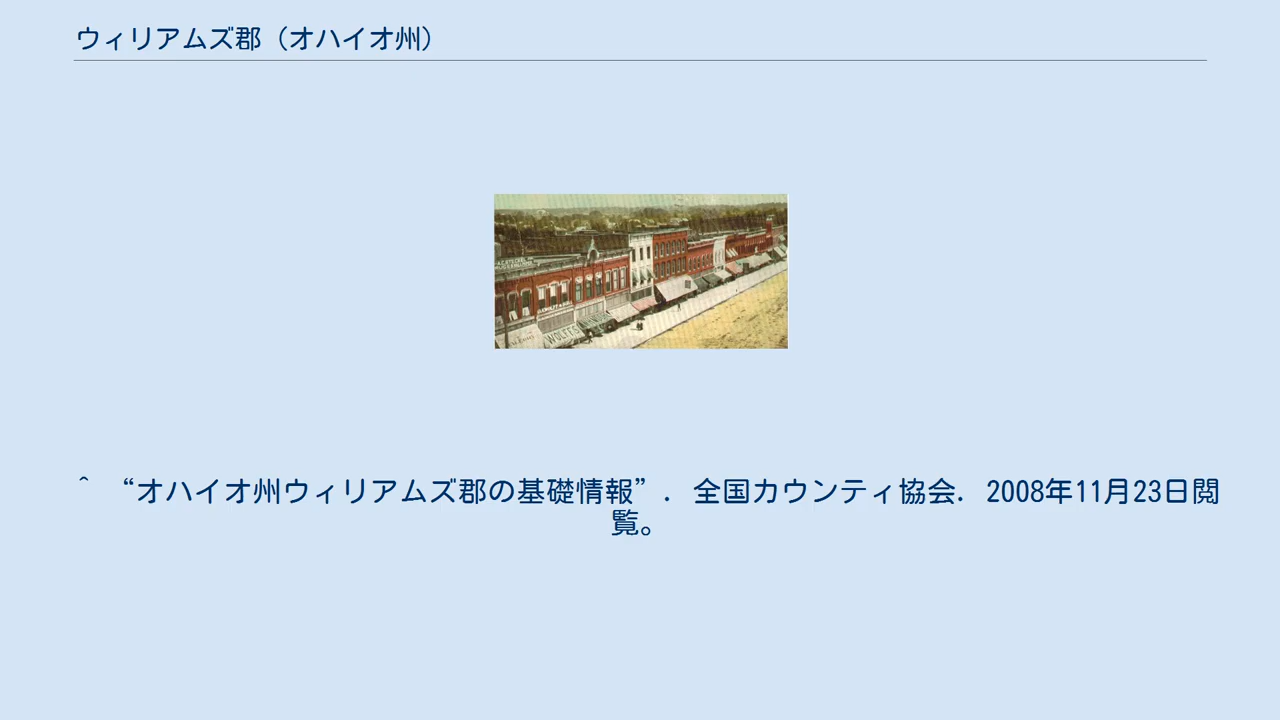 ウィリアムズ郡（オハイオ州）
WOLFF'S
^ “オハイオ州ウィリアムズ郡の基礎情報”. 全国カウンティ協会. 2008年11月23日閲
覧。